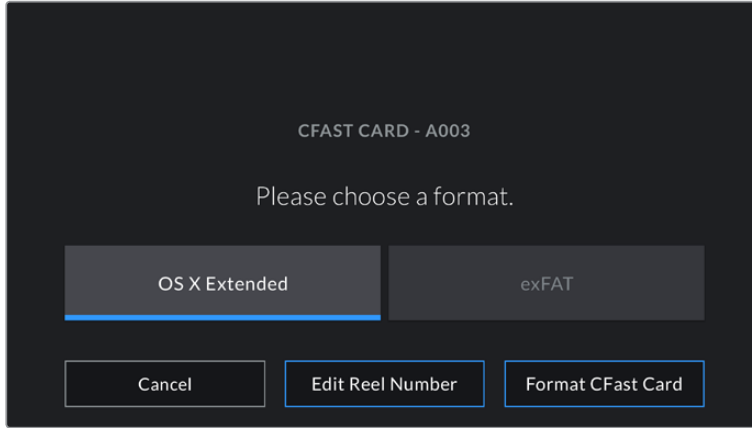 CFAST CARD - A003
Please choose a format.
OS X Extended exFAT
Cancel Edit Reel Number Format CFast Card